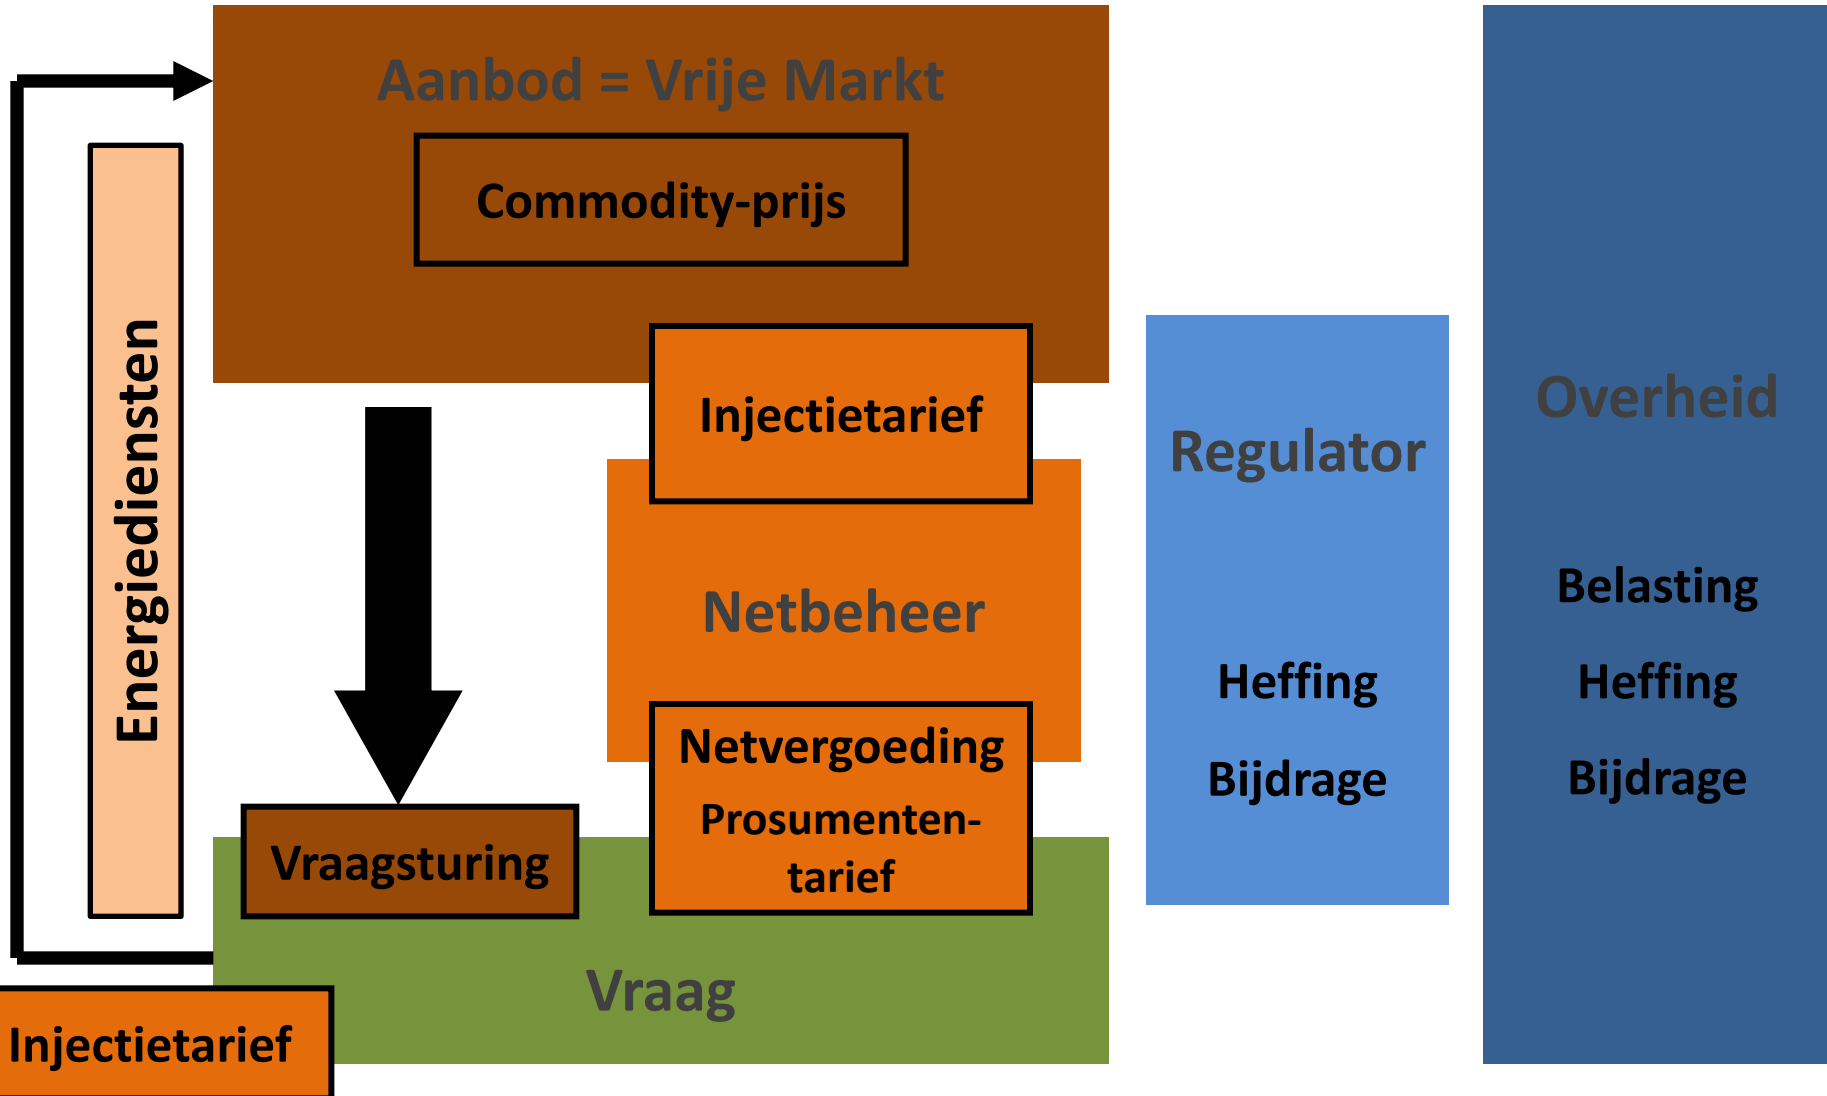 Aanbod = Vrije Markt
Commodity-prijs
Energiediensten
Injectietarief
Netbeheer
Netvergoeding
Prosumenten-
tarief
Vraagsturing
Vraag
Injectietarief
Regulator
Heffing
Bijdrage
Overheid
Belasting
Heffing
Bijdrage